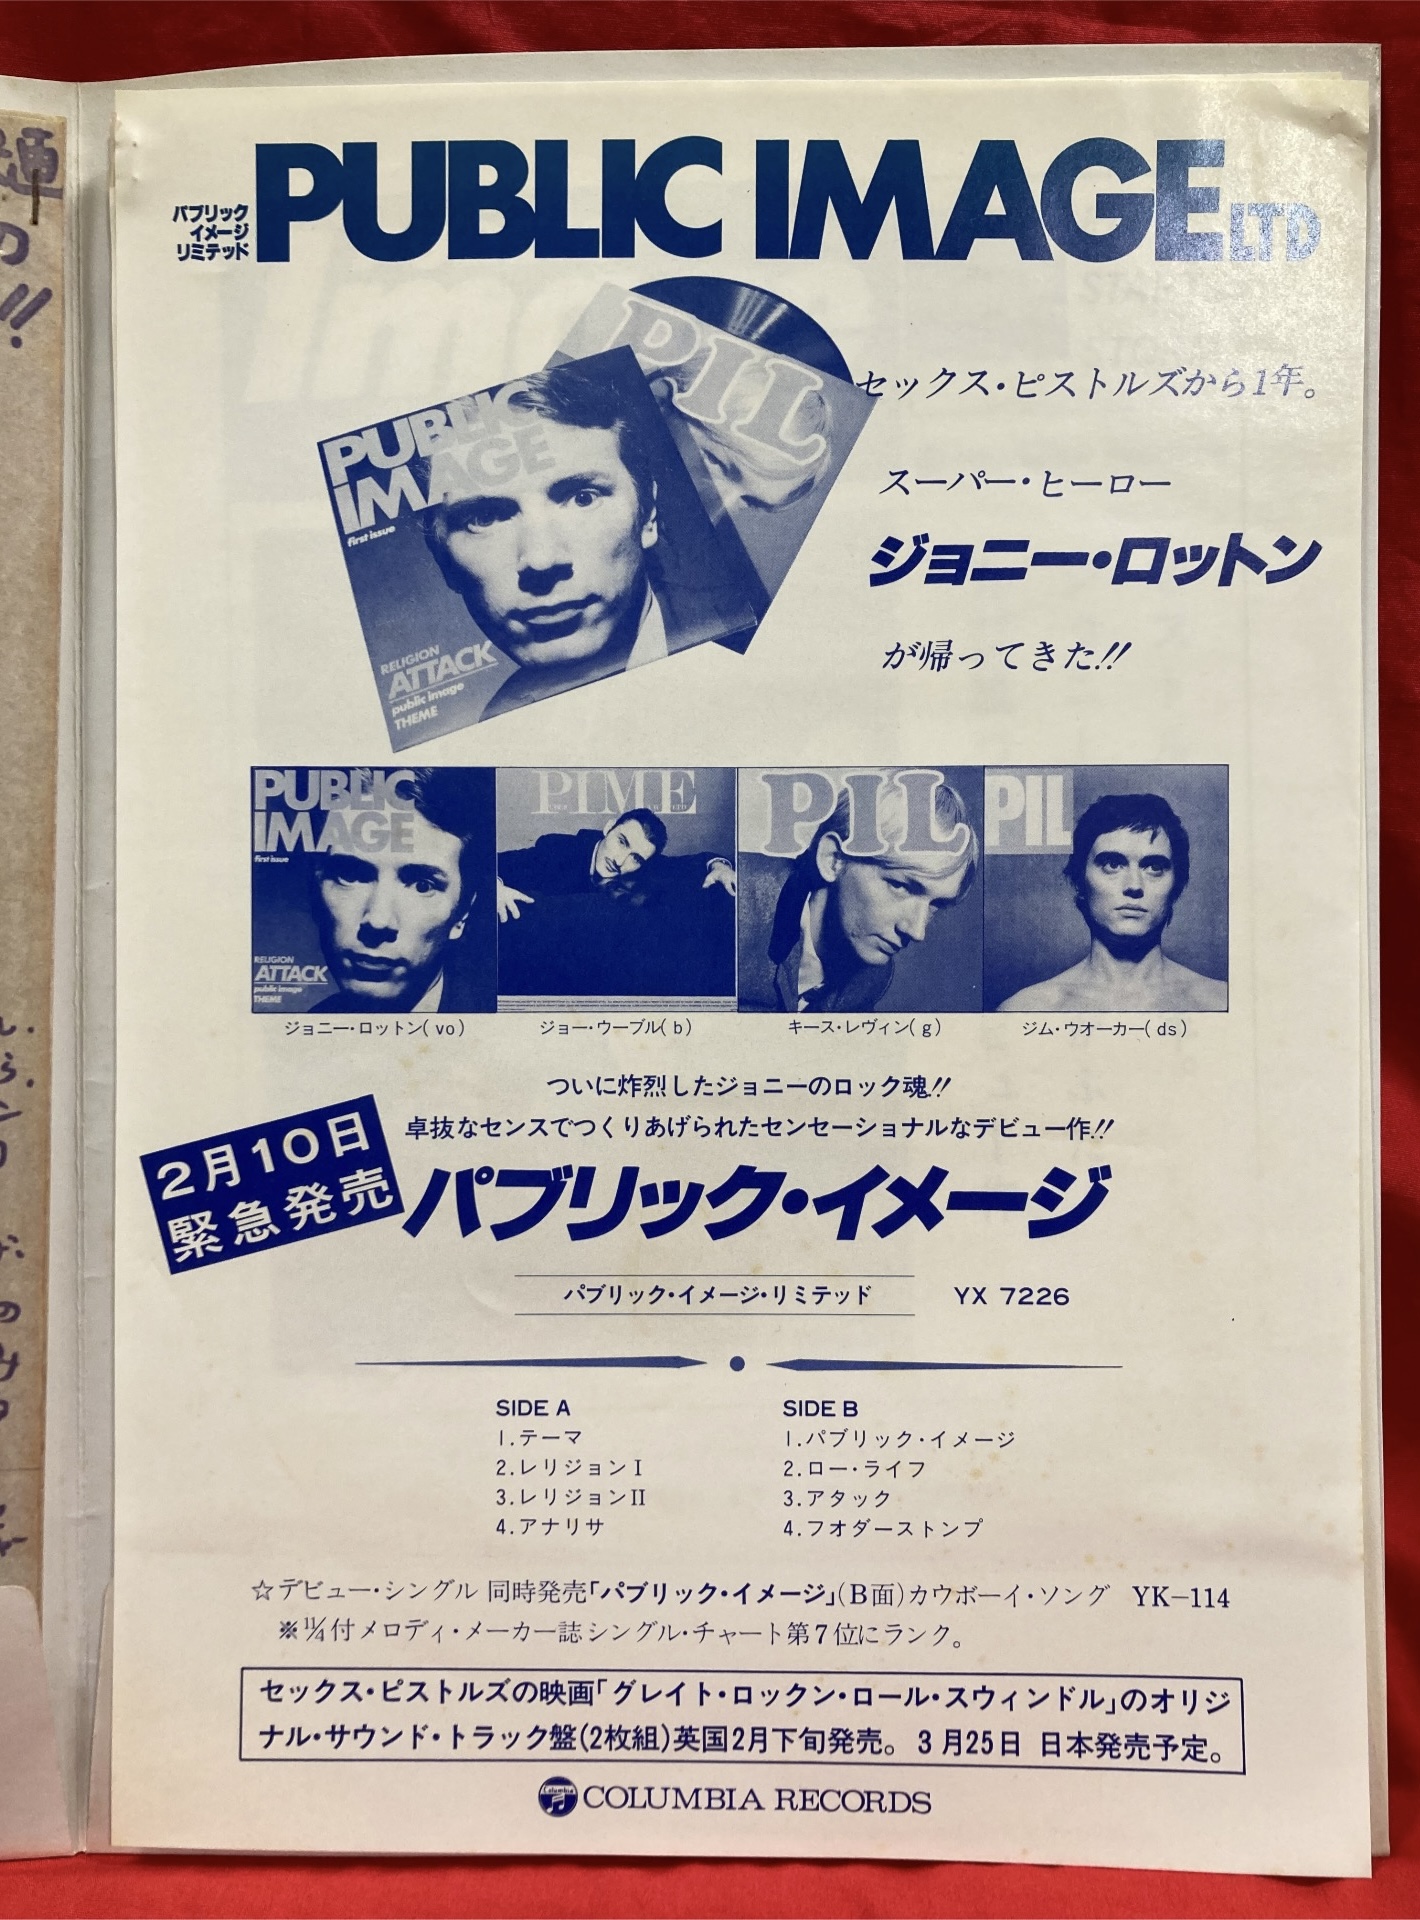 PUBLIC IMAGE LTD
パブリック
イメージ
リミテッド
PUBLIC
IMAGE
first issue
RELIGION
ATTACK
public image
THEME
PIL
セックス・ピストルズから1年。
スーパー・ヒーロー
ジョニー・ロットン
が帰ってきた!!
PUBLIC
IMAGE
first issue
RELIGION
ATTACK
public image
THEME
PIME
PIL
PIL
ジョニー・ロットン(vo)
ジョー・ウーブル(b)
キース・レヴィン(g)
ジム・ウオーカー(ds)
ついに炸烈したジョニーのロック魂!!
卓抜なセンスでつくりあげられたセンセーショナルなデビュー作!!
2月10日
緊急発売
パブリック・イメージ
パブリック・イメージ・リミテッド YX 7226
SIDE A
1.テーマ
2.レリジョンI
3.レリジョンII
4.アナリサ
SIDE B
1.パブリック・イメージ
2.ロー・ライフ
3.アタック
4.フオダーストンプ
☆デビュー・シングル 同時発売「パブリック・イメージ」(B面)カウボーイ・ソング YK-114
※11/4付メロディ・メーカー誌シングル・チャート第7位にランク。
セックス・ピストルズの映画「グレイト・ロックン・ロール・スウィンドル」のオリジ
ナル・サウンド・トラック盤(2枚組)英国2月下旬発売。3月25日 日本発売予定。
Columbia
COLUMBIA RECORDS